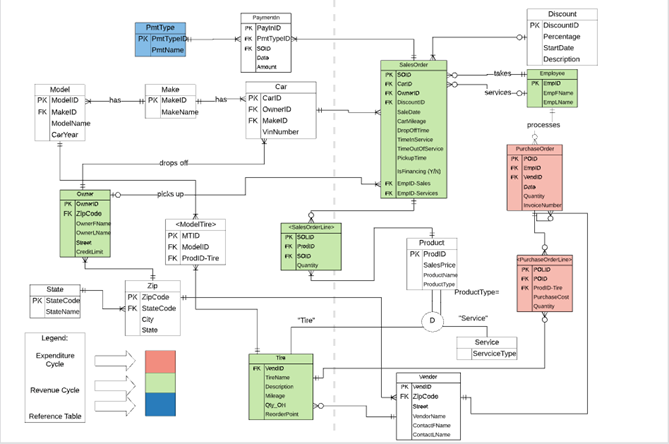 PmtType
PK PmtTypeID
PmtName
PaymentIn
PK PayInID
FK PmtTypeID
FK SOID
Date
Amount
Discount
PK DiscountID
Percentage
StartDate
Description
SalesOrder
PK SOID
FK CarID
FK OwnerID
FK DiscountID
SaleDate
CarMileage
DropOffTime
TimeInService
TimeOutOfService
PickupTime
IsFinancing (Y/N)
FK EmpID-Sales
FK EmpID-Services
takes
services
Employee
PK EmpID
EmpFName
EmpLName
processes
Model
PK ModelID
FK MakeID
ModelName
CarYear
has
Make
PK MakeID
MakeName
has
Car
PK CarID
FK OwnerID
FK MakeID
VinNumber
drops off
picks up
PurchaseOrder
PK POID
FK EmpID
FK VendID
Date
Quantity
InvoiceNumber
Owner
PK OwnerID
FK ZipCode
OwnerFName
OwnerLName
Street
CreditLimit
<ModelTire>
PK MTID
FK ModelID
FK ProdID-Tire
<SalesOrderLine>
PK SOLID
FK ProdID
FK SOID
Quantity
Product
PK ProdID
SalesPrice
ProductName
ProductType
ProductType=
<PurchaseOrderLine>
PK POLID
FK POID
FK ProdID-Tire
PurchaseCost
Quantity
State
PK StateCode
StateName
Zip
PK ZipCode
FK StateCode
City
State
"Tire"
D
"Service"
Service
ServciceType
Tire
FK VendID
TireName
Description
Mileage
Qty_OH
ReorderPoint
Vender
PK VendID
FK ZipCode
Street
VendorName
ContactFName
ContactLName
Legend:
Expenditure
Cycle
Revenue Cycle
Reference Table